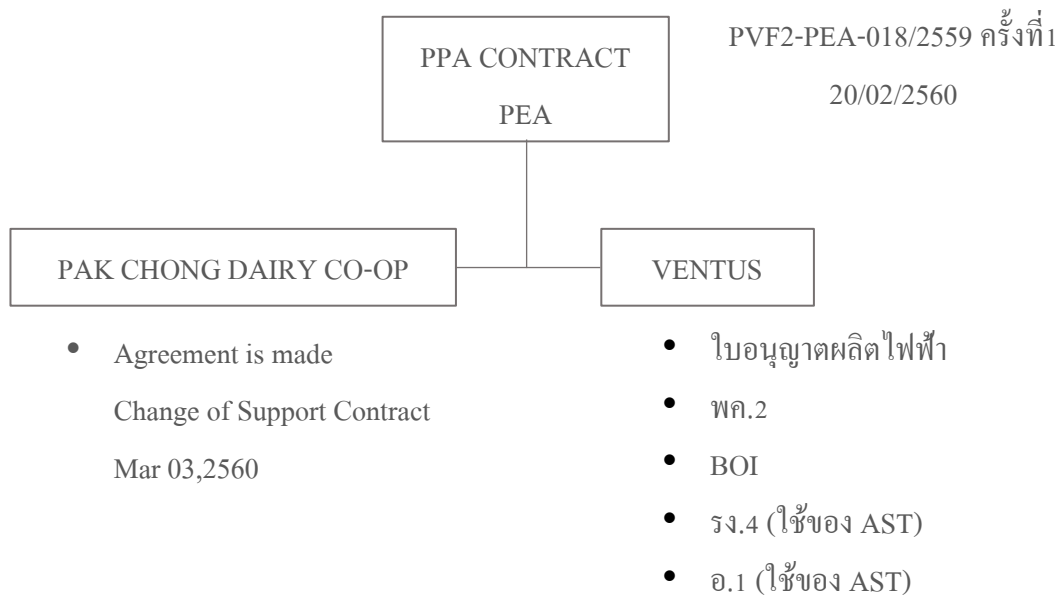 PPA CONTRACT
PEA
PVF2-PEA-018/2559 ครั้งที่1
20/02/2560
PAK CHONG DAIRY CO-OP
VENTUS
• Agreement is made
Change of Support Contract
Mar 03,2560
• ใบอนุญาตผลิตไฟฟ้า
• พค.2
• BOI
• รง.4 (ใช้ของ AST)
• อ.1 (ใช้ของ AST)